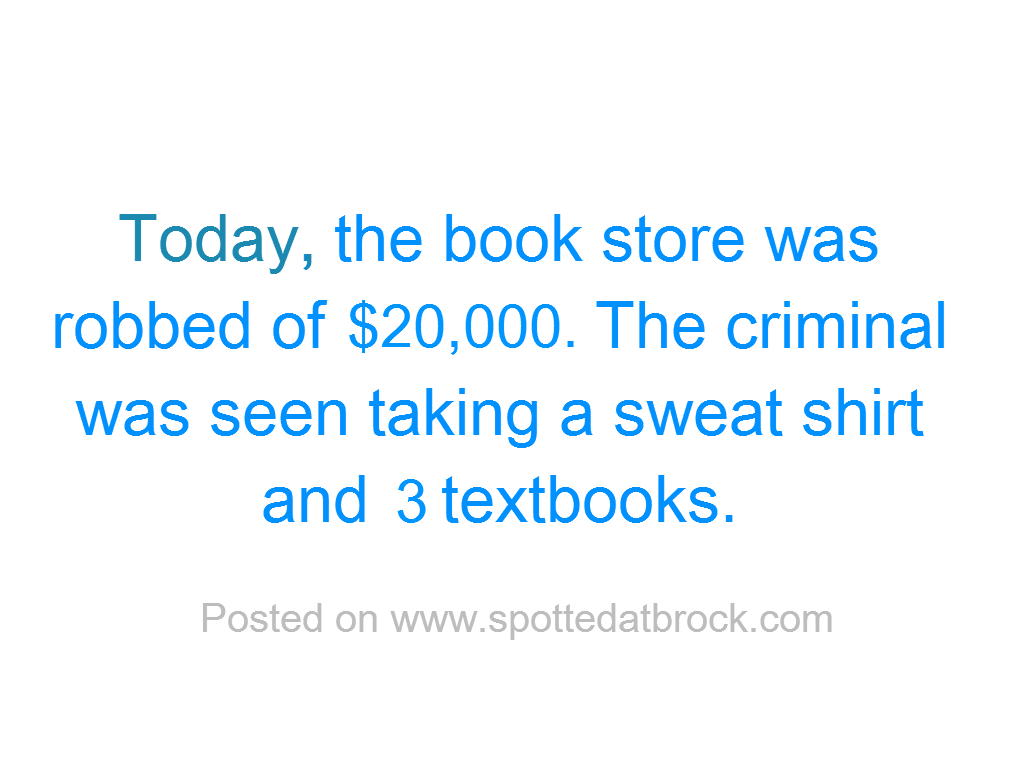 Today, the book store was
robbed of $20,000. The criminal
was seen taking a sweat shirt
and 3 textbooks.
Posted on www.spottedatbrock.com